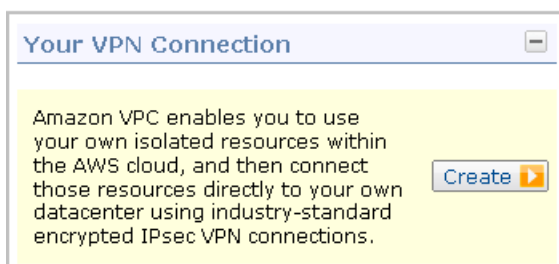 Your VPN Connection
Amazon VPC enables you to use
your own isolated resources within
the AWS cloud, and then connect
those resources directly to your own
datacenter using industry-standard
encrypted IPsec VPN connections.
Create